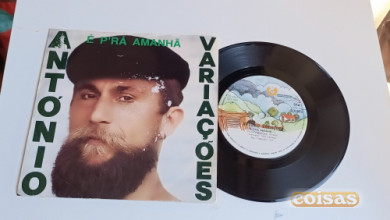 É P'RA AMANHÃ
ANTÓNIO
VARIAÇÕES
coisas